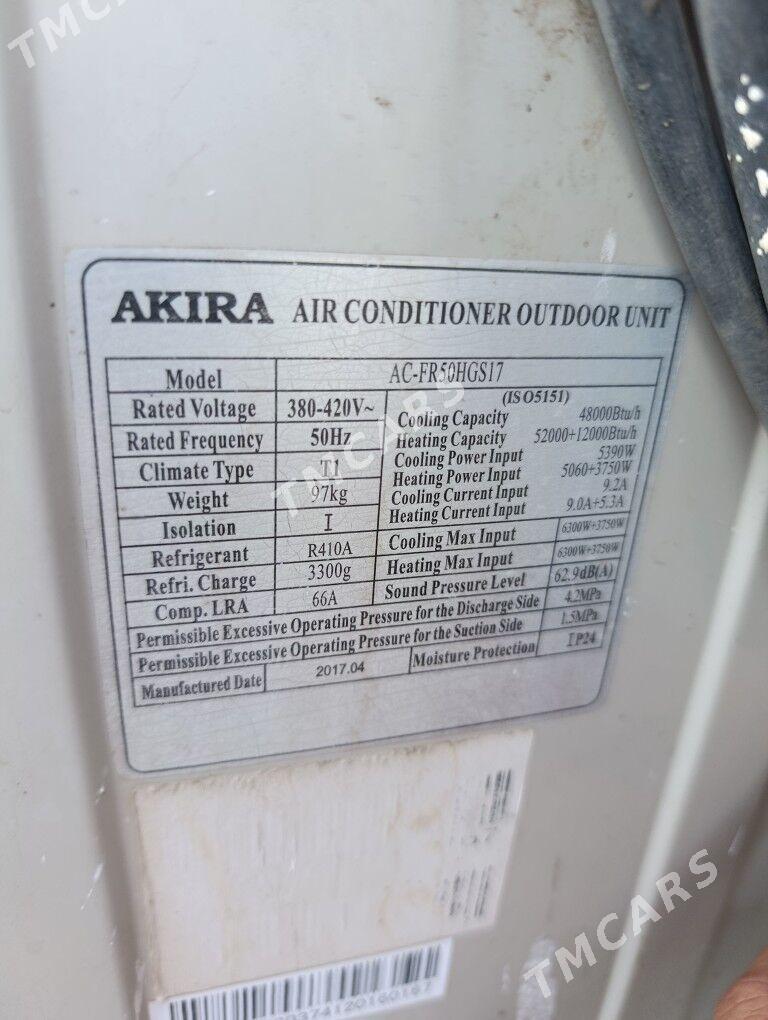 TMCARS
AKIRA AIR CONDITIONER OUTDOOR UNIT
Model AC-FR50HGS17
Rated Voltage 380-420V~
Rated Frequency 50Hz
Climate Type T1
Weight 97kg
Isolation I
Refrigerant R410A
Refri. Charge 3300g
Comp. LRA 66A
(ISO5151)
Cooling Capacity 48000Btu/h
Heating Capacity 52000+12000Btu/h
Cooling Power Input 5390W
Heating Power Input 5060+3750W
Cooling Current Input 9.2A
Heating Current Input 9.0A+5.3A
Cooling Max Input 6300W+3750W
Heating Max Input 6300W+3750W
Sound Pressure Level 62.9dB(A)
Permissible Excessive Operating Pressure for the Discharge Side 4.2MPa
Permissible Excessive Operating Pressure for the Suction Side 1.5MPa
Manufactured Date 2017.04 Moisture Protection IP24
TMCARS
TMCARS